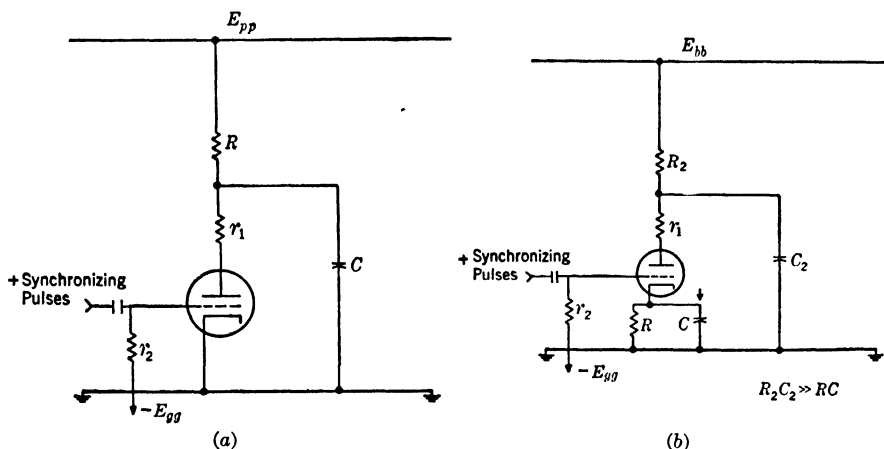 E_pp
R
r_1
C
+ Synchronizing
Pulses
r_2
− E_gg
(a)
E_bb
R_2
r_1
C_2
+ Synchronizing
Pulses
r_2
R
C
− E_gg
R_2C_2 ≫ RC
(b)